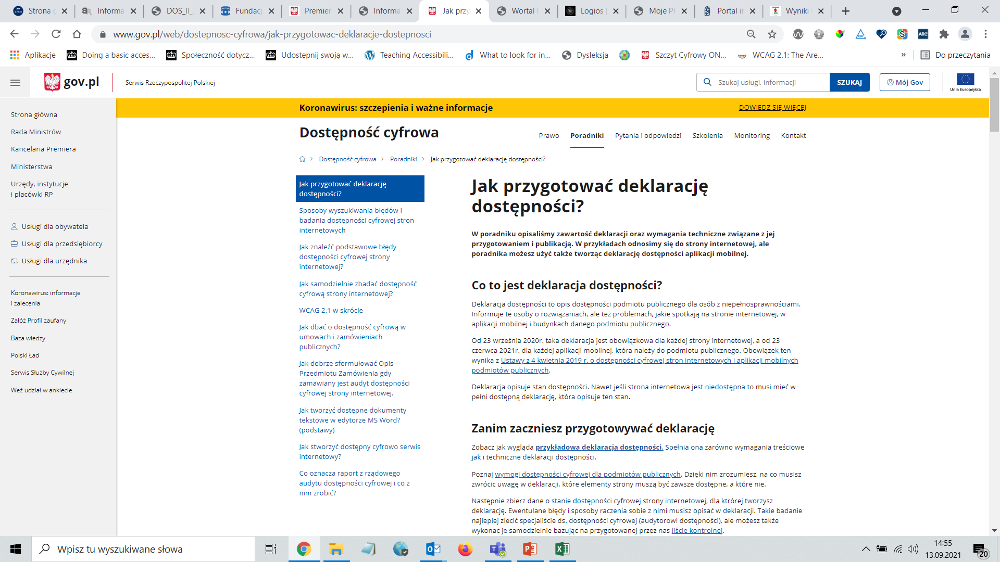 Strona g
Informa
DOS_II_
Fundacj
Premier
Informa
Jak przy
Wortal
Logios |
Moje PF
Portal in
Wyniki
www.gov.pl/web/dostepnosc-cyfrowa/jak-przygotowac-deklaracje-dostepnosci
Aplikacje
Doing a basic acces...
Społeczność dotycz...
Udostępnij swoją w...
Teaching Accessibili...
What to look for in...
Dysleksja
Szczyt Cyfrowy ON...
WCAG 2.1: The Are...
»
Do przeczytania
gov.pl
Serwis Rzeczypospolitej Polskiej
Szukaj usługi, informacji
SZUKAJ
Mój Gov
Unia Europejska
Strona główna
Rada Ministrów
Kancelaria Premiera
Ministerstwa
Urzędy, instytucje
i placówki RP
Usługi dla obywatela
Usługi dla przedsiębiorcy
Usługi dla urzędnika
Koronawirus: informacje
i zalecenia
Załóż Profil zaufany
Baza wiedzy
Polski Ład
Serwis Służby Cywilnej
Weź udział w ankiecie
Koronawirus: szczepienia i ważne informacje
DOWIEDZ SIĘ WIĘCEJ
Dostępność cyfrowa
Prawo
Poradniki
Pytania i odpowiedzi
Szkolenia
Monitoring
Kontakt
Dostępność cyfrowa > Poradniki > Jak przygotować deklarację dostępności?
Jak przygotować deklarację
dostępności?
Sposoby wyszukiwania błędów i
badania dostępności cyfrowej stron
internetowych
Jak znaleźć podstawowe błędy
dostępności cyfrowej strony
internetowej?
Jak samodzielnie zbadać dostępność
cyfrową strony internetowej?
WCAG 2.1 w skrócie
Jak dbać o dostępność cyfrową w
umowach i zamówieniach
publicznych?
Jak dobrze sformułować Opis
Przedmiotu Zamówienia gdy
zamawiany jest audyt dostępności
cyfrowej strony internetowej.
Jak tworzyć dostępne dokumenty
tekstowe w edytorze MS Word?
(podstawy)
Jak stworzyć dostępny cyfrowo serwis
internetowy?
Co oznacza raport z rządowego
audytu dostępności cyfrowej i co z
nim zrobić?
Jak przygotować deklarację
dostępności?
W poradniku opisaliśmy zawartość deklaracji oraz wymagania techniczne związane z jej
przygotowaniem i publikacją. W przykładach odnosimy się do strony internetowej, ale
poradnika możesz użyć także tworząc deklarację dostępności aplikacji mobilnej.
Co to jest deklaracja dostępności?
Deklaracja dostępności to opis dostępności podmiotu publicznego dla osób z niepełnosprawnościami.
Informuje te osoby o rozwiązaniach, ale też problemach, jakie spotkają na stronie internetowej, w
aplikacji mobilnej i budynkach danego podmiotu publicznego.
Od 23 września 2020r. taka deklaracja jest obowiązkowa dla każdej strony internetowej, a od 23
czerwca 2021r. dla każdej aplikacji mobilnej, która należy do podmiotu publicznego. Obowiązek ten
wynika z Ustawy z 4 kwietnia 2019 r. o dostępności cyfrowej stron internetowych i aplikacji mobilnych
podmiotów publicznych.
Deklaracja opisuje stan dostępności. Nawet jeśli strona internetowa jest niedostępna to musi mieć w
pełni dostępną deklarację, która opisuje ten stan.
Zanim zaczniesz przygotowywać deklarację
Zobacz jak wygląda przykładowa deklaracja dostępności. Spełnia ona zarówno wymagania treściowe
jak i techniczne deklaracji dostępności.
Poznaj wymogi dostępności cyfrowej dla podmiotów publicznych. Dzięki nim zrozumiesz, na co musisz
zwrócic uwagę w deklaracji, które elementy strony muszą być zawsze dostępne, a które nie.
Następnie zbierz dane o stanie dostępności cyfrowej strony internetowej, dla któreij tworzysz
deklarację. Ewentulane błędy i sposoby raczenia sobie z nimi musisz opisać w deklaracji. Takie badanie
najlepiej zlecić specjaliście ds. dostępności cyfrowej (audytorowi dostępności), ale możesz także
wykonac je samodzielnie bazując na przygotowanej przez nas liście kontrolnej.
Wpisz tu wyszukiwane słowa
14:55
13.09.2021
20